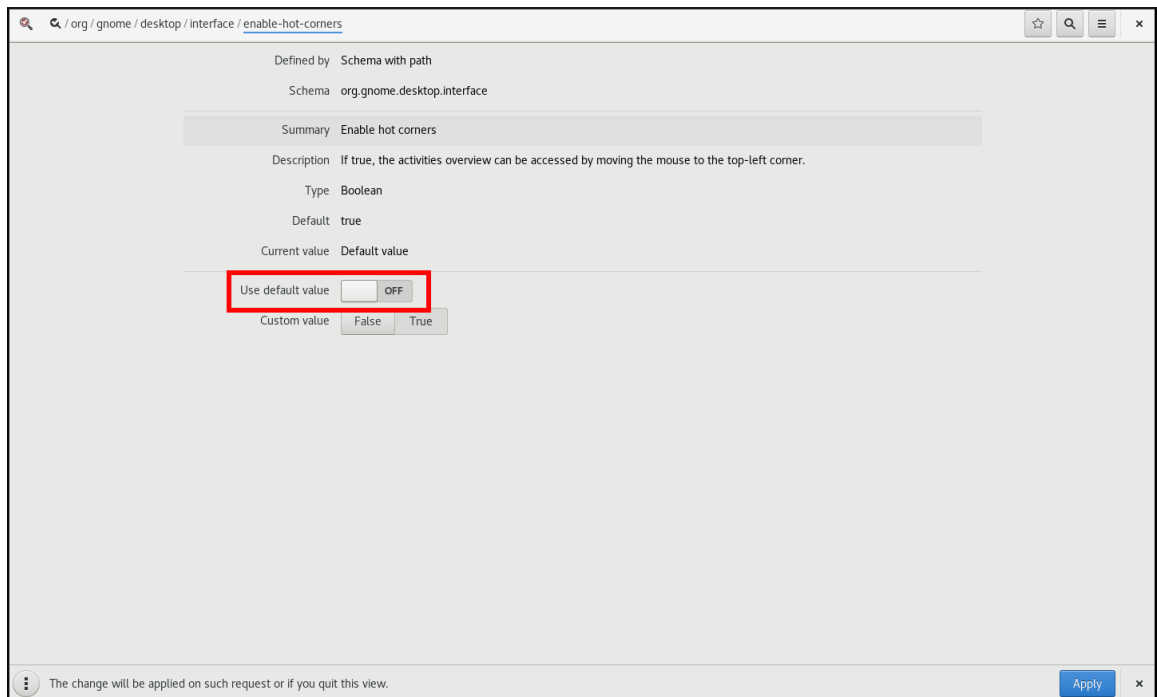 / org / gnome / desktop / interface / enable-hot-corners
Defined by Schema with path
Schema org.gnome.desktop.interface
Summary Enable hot corners
Description If true, the activities overview can be accessed by moving the mouse to the top-left corner.
Type Boolean
Default true
Current value Default value
Use default value OFF
Custom value False True
The change will be applied on such request or if you quit this view. Apply